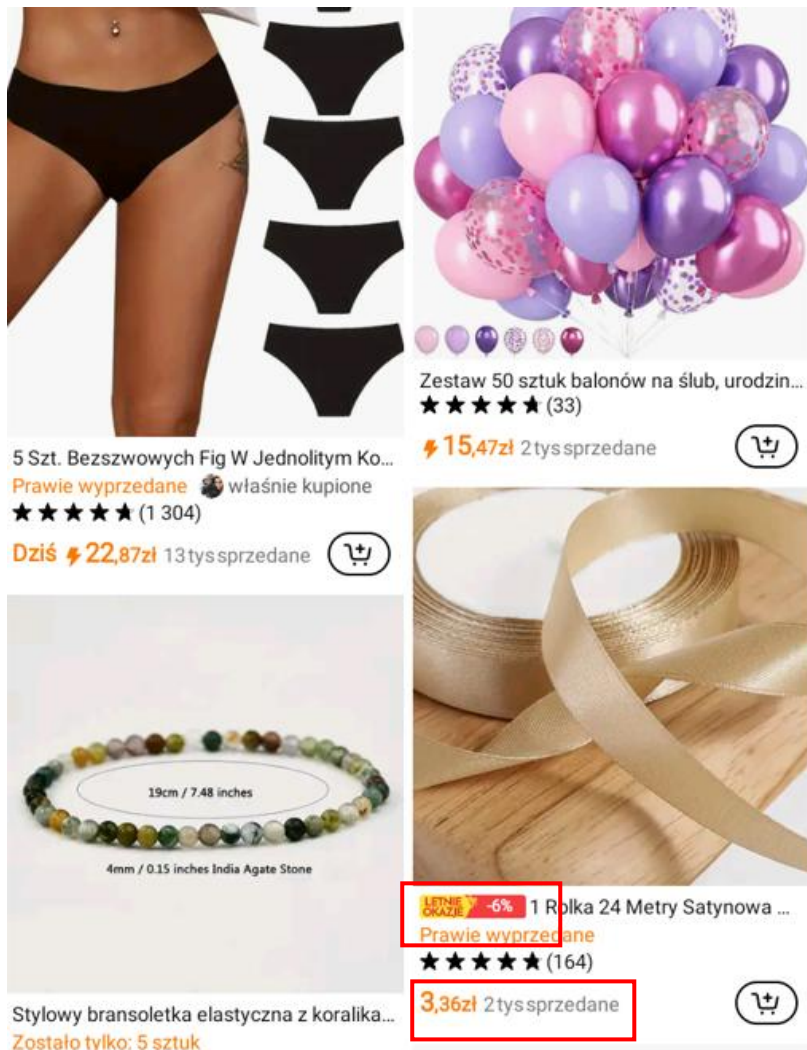 5 Szt. Bezszwowych Fig W Jednolitym Ko...
Prawie wyprzedane właśnie kupione
(1 304)
Dziś 22,87zł 13tys sprzedane
19cm / 7.48 inches
4mm / 0.15 inches India Agate Stone
Stylowy bransoletka elastyczna z koralika...
Zostało tylko: 5 sztuk
Zestaw 50 sztuk balonów na ślub, urodzin...
(33)
15,47zł 2tys sprzedane
LETNIE OKAZJE -6% 1 Rolka 24 Metry Satynowa ...
Prawie wyprzedane
(164)
3,36zł 2tys sprzedane